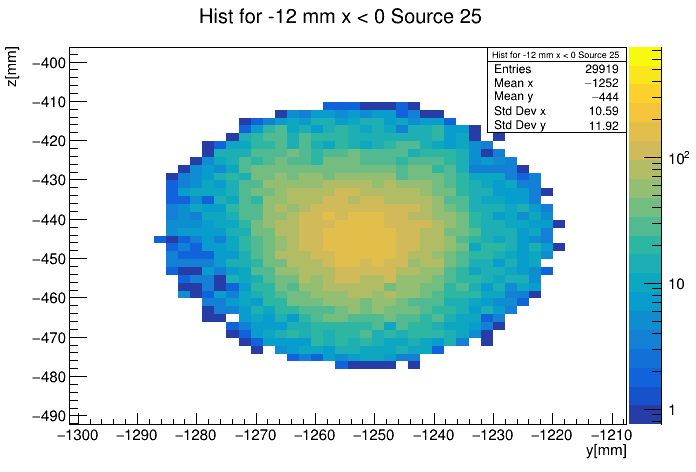 Hist for -12 mm x < 0 Source 25
z[mm]
Hist for -12 mm x < 0 Source 25
Entries 29919
Mean x −1252
Mean y −444
Std Dev x 10.59
Std Dev y 11.92
−400
−410
−420
−430
−440
−450
−460
−470
−480
−490
−1300 −1290 −1280 −1270 −1260 −1250 −1240 −1230 −1220 −1210
y[mm]
10²
10
1